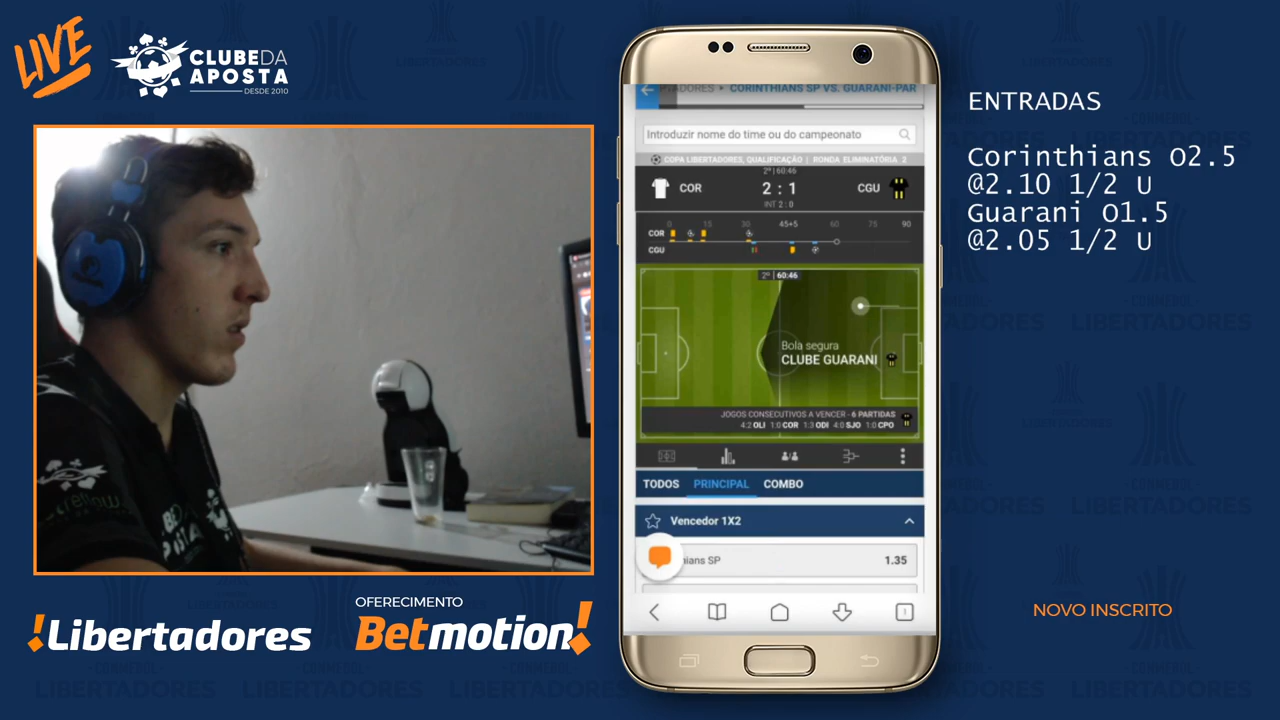 LIVE
CLUBEDA
APOSTA
DESDE 2010
ENTRADAS
Corinthians O2.5
@2.10 1/2 U
Guarani O1.5
@2.05 1/2 U
CORINTHIANS SP VS. GUARANI-PAR
Introduzir nome do time ou do campeonato
COPA LIBERTADORES, QUALIFICAÇÃO | RONDA ELIMINATÓRIA 2
2º | 60:46
COR 2 : 1 CGU
INT 2 : 0
0 15 30 45+5 60 75 90
COR
CGU
2º | 60:46
Bola segura
CLUBE GUARANI
JOGOS CONSECUTIVOS A VENCER - 6 PARTIDAS
4:2 OLI 1:0 COR 1:3 ODI 4:0 SJO 1:0 CPO
TODOS PRINCIPAL COMBO
Vencedor 1X2
SP 1.35
OFERECIMENTO
!Libertadores
Betmotion!
NOVO INSCRITO